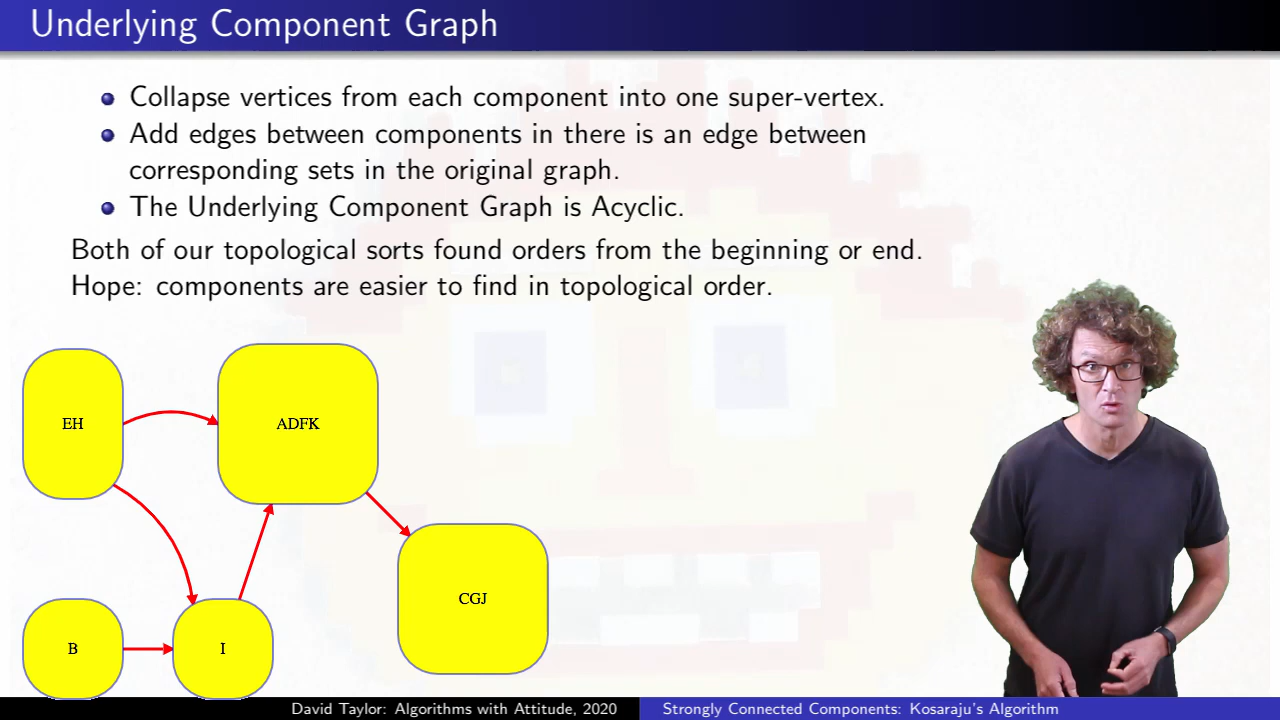 Underlying Component Graph
Collapse vertices from each component into one super-vertex.
Add edges between components in there is an edge between
corresponding sets in the original graph.
The Underlying Component Graph is Acyclic.
Both of our topological sorts found orders from the beginning or end.
Hope: components are easier to find in topological order.
EH
ADFK
CGJ
B
I
David Taylor: Algorithms with Attitude, 2020
Strongly Connected Components: Kosaraju's Algorithm